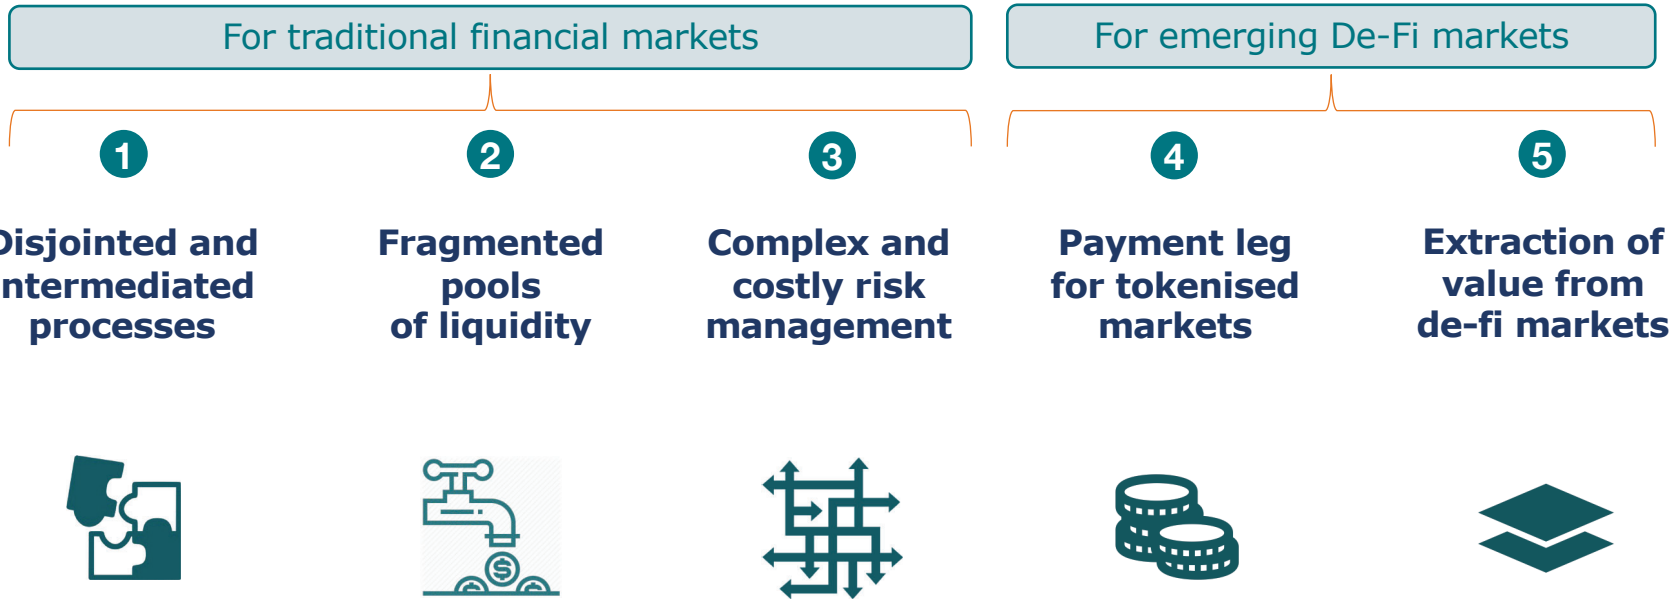 For traditional financial markets
For emerging De-Fi markets
1
Disjointed and
ntermediated
processes
2
Fragmented
pools
of liquidity
3
Complex and
costly risk
management
4
Payment leg
for tokenised
markets
5
Extraction of
value from
de-fi markets